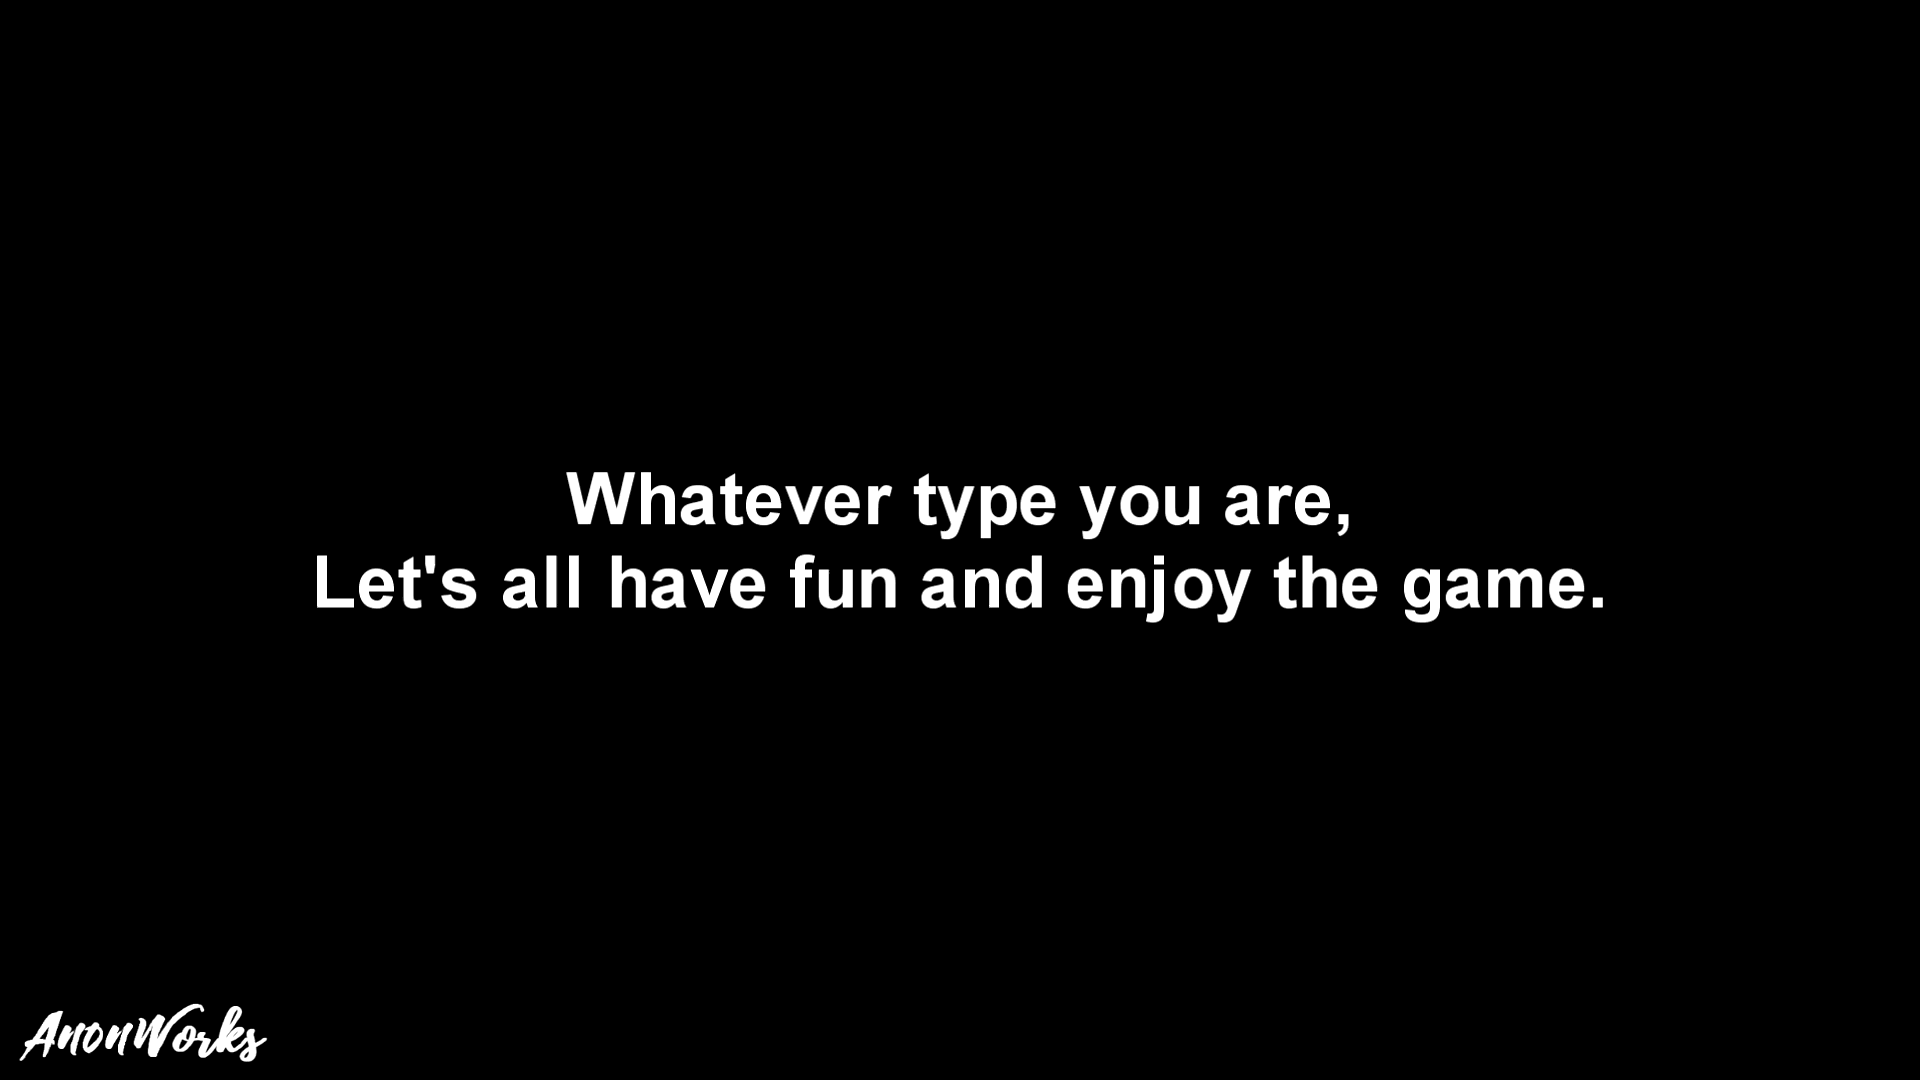 Whatever type you are,
Let's all have fun and enjoy the game.
AnonWorks